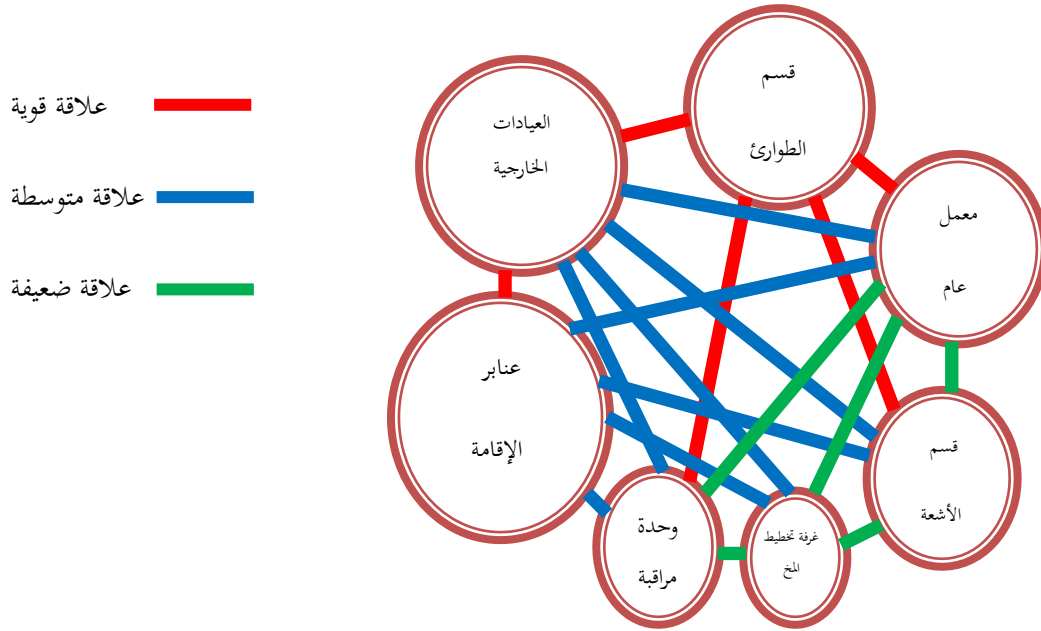 علاقة قوية
علاقة متوسطة
علاقة ضعيفة
قسم
الطوارئ
العيادات
الخارجية
معمل
عام
عنابر
الإقامة
قسم
الأشعة
غرفة تخطيط
المخ
وحدة
مراقبة